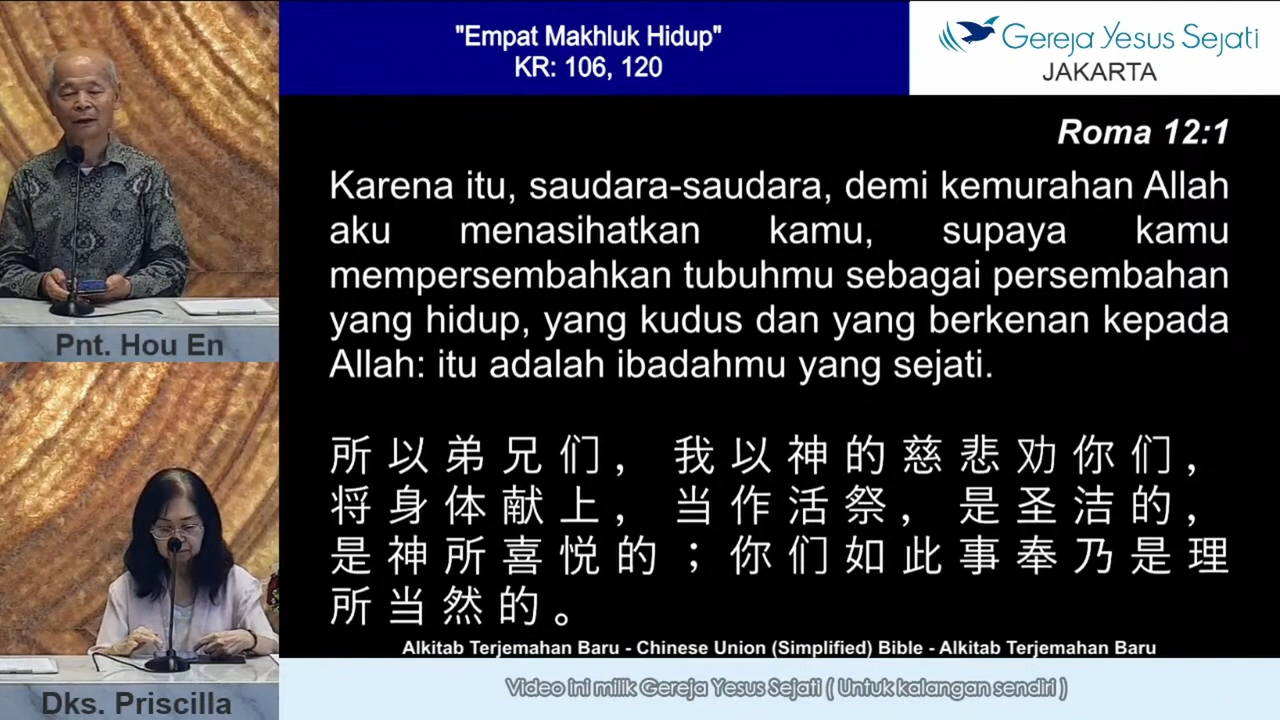 "Empat Makhluk Hidup"
KR: 106, 120
Gereja Yesus Sejati
JAKARTA
Roma 12:1
Karena itu, saudara-saudara, demi kemurahan Allah
aku menasihatkan kamu, supaya kamu
mempersembahkan tubuhmu sebagai persembahan
yang hidup, yang kudus dan yang berkenan kepada
Allah: itu adalah ibadahmu yang sejati.
所以弟兄们，我以神的慈悲劝你们，
将身体献上，当作活祭，是圣洁的，
是神所喜悦的；你们如此事奉乃是理
所当然的。
Alkitab Terjemahan Baru - Chinese Union (Simplified) Bible - Alkitab Terjemahan Baru
Pnt. Hou En
Dks. Priscilla
Video ini milik Gereja Yesus Sejati ( Untuk kalangan sendiri )